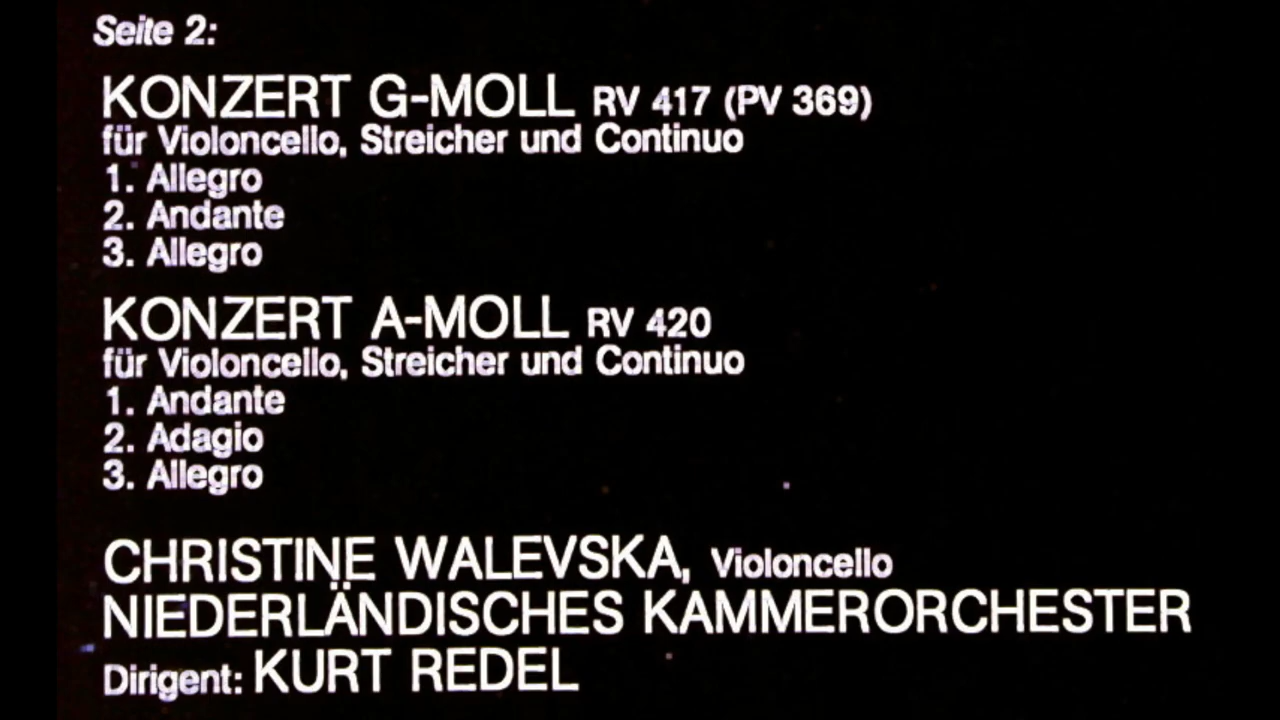 Seite 2:
KONZERT G-MOLL RV 417 (PV 369)
für Violoncello, Streicher und Continuo
1. Allegro
2. Andante
3. Allegro
KONZERT A-MOLL RV 420
für Violoncello, Streicher und Continuo
1. Andante
2. Adagio
3. Allegro
CHRISTINE WALEVSKA, Violoncello
NIEDERLÄNDISCHES KAMMERORCHESTER
Dirigent: KURT REDEL